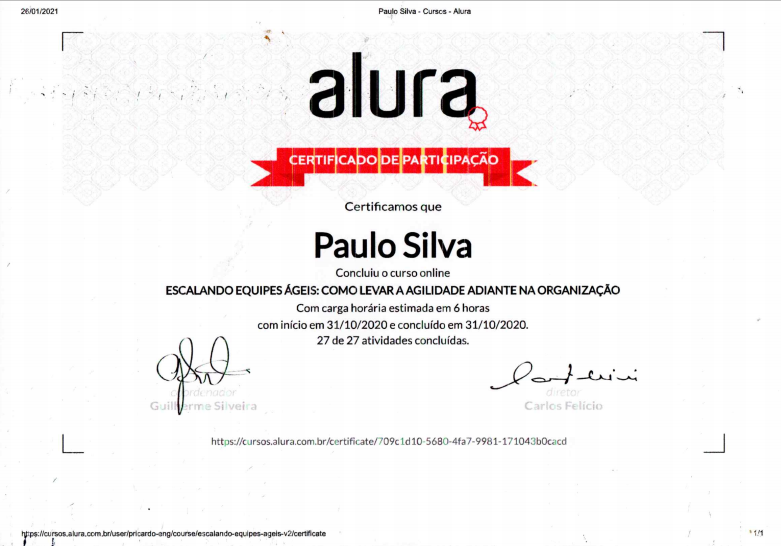 26/01/2021
Paulo Silva - Cursos - Alura
alura
CERTIFICADO DE PARTICIPAÇÃO
Certificamos que
Paulo Silva
Concluiu o curso online
ESCALANDO EQUIPES ÁGEIS: COMO LEVAR A AGILIDADE ADIANTE NA ORGANIZAÇÃO
Com carga horária estimada em 6 horas
com início em 31/10/2020 e concluído em 31/10/2020.
27 de 27 atividades concluídas.
coordenador
diretor
Guilherme Silveira
Carlos Felício
https://cursos.alura.com.br/certificate/709c1d10-5680-4fa7-9981-171043b0cacd
https://cursos.alura.com.br/user/pricardo-eng/course/escalando-equipes-ageis-v2/certificate
1/1